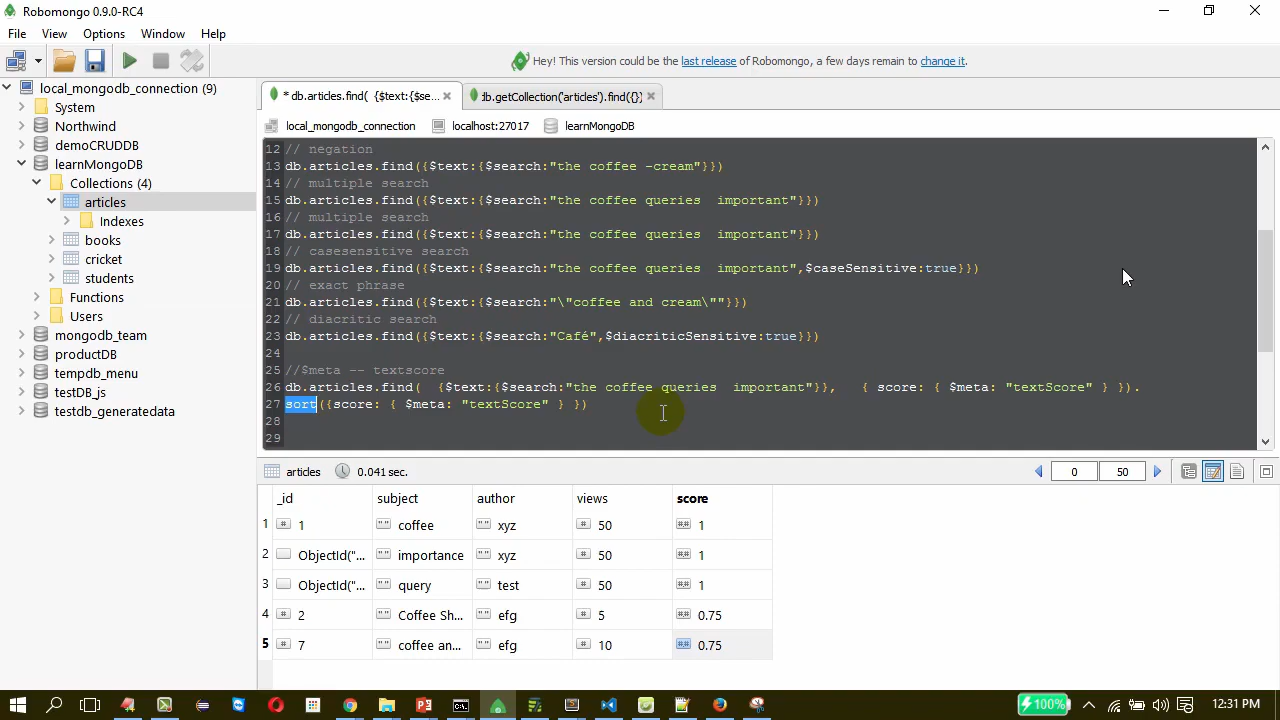 Robomongo 0.9.0-RC4
File View Options Window Help
Hey! This version could be the last release of Robomongo, a few days remain to change it.
local_mongodb_connection (9)
System
Northwind
demoCRUDDB
learnMongoDB
Collections (4)
articles
Indexes
books
cricket
students
Functions
Users
mongodb_team
productDB
tempdb_menu
testDB_js
testdb_generatedata
* db.articles.find( {$text:{$se...
db.getCollection('articles').find({})
local_mongodb_connection localhost:27017 learnMongoDB
12 // negation
13 db.articles.find({$text:{$search:"the coffee -cream"}})
14 // multiple search
15 db.articles.find({$text:{$search:"the coffee queries  important"}})
16 // multiple search
17 db.articles.find({$text:{$search:"the coffee queries  important"}})
18 // casesensitive search
19 db.articles.find({$text:{$search:"the coffee queries  important",$caseSensitive:true}})
20 // exact phrase
21 db.articles.find({$text:{$search:"\"coffee and cream\""}})
22 // diacritic search
23 db.articles.find({$text:{$search:"Café",$diacriticSensitive:true}})
24
25 //$meta -- textscore
26 db.articles.find(  {$text:{$search:"the coffee queries  important"}},   { score: { $meta: "textScore" } }).
27 sort({score: { $meta: "textScore" } })
28
29
articles 0.041 sec. 0 50
_id subject author views score
1 1 coffee xyz 50 1
2 ObjectId("... importance xyz 50 1
3 ObjectId("... query test 50 1
4 2 Coffee Sh... efg 5 0.75
5 7 coffee an... efg 10 0.75
100% 12:31 PM